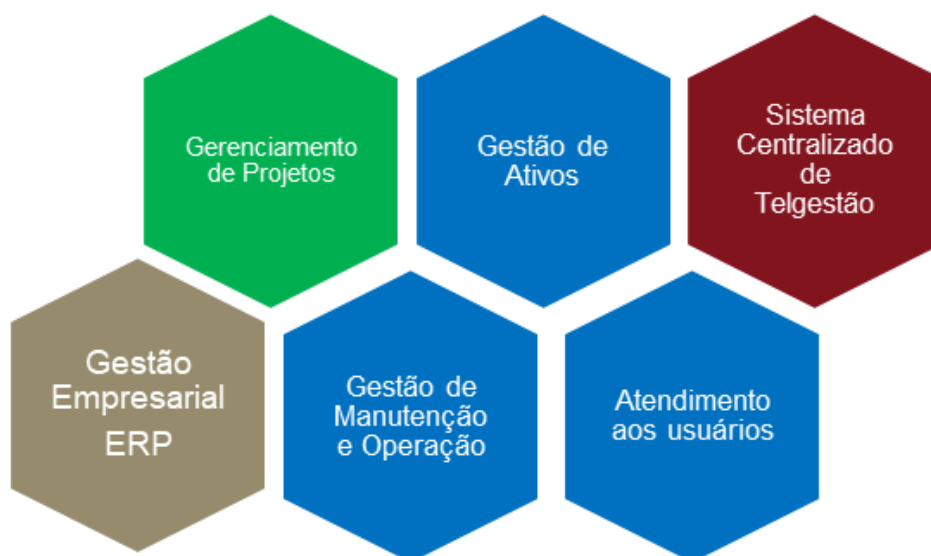 Gerenciamento
de Projetos
Gestão de
Ativos
Sistema
Centralizado
de
Telgestão
Gestão
Empresarial
ERP
Gestão de
Manutenção
e Operação
Atendimento
aos usuários